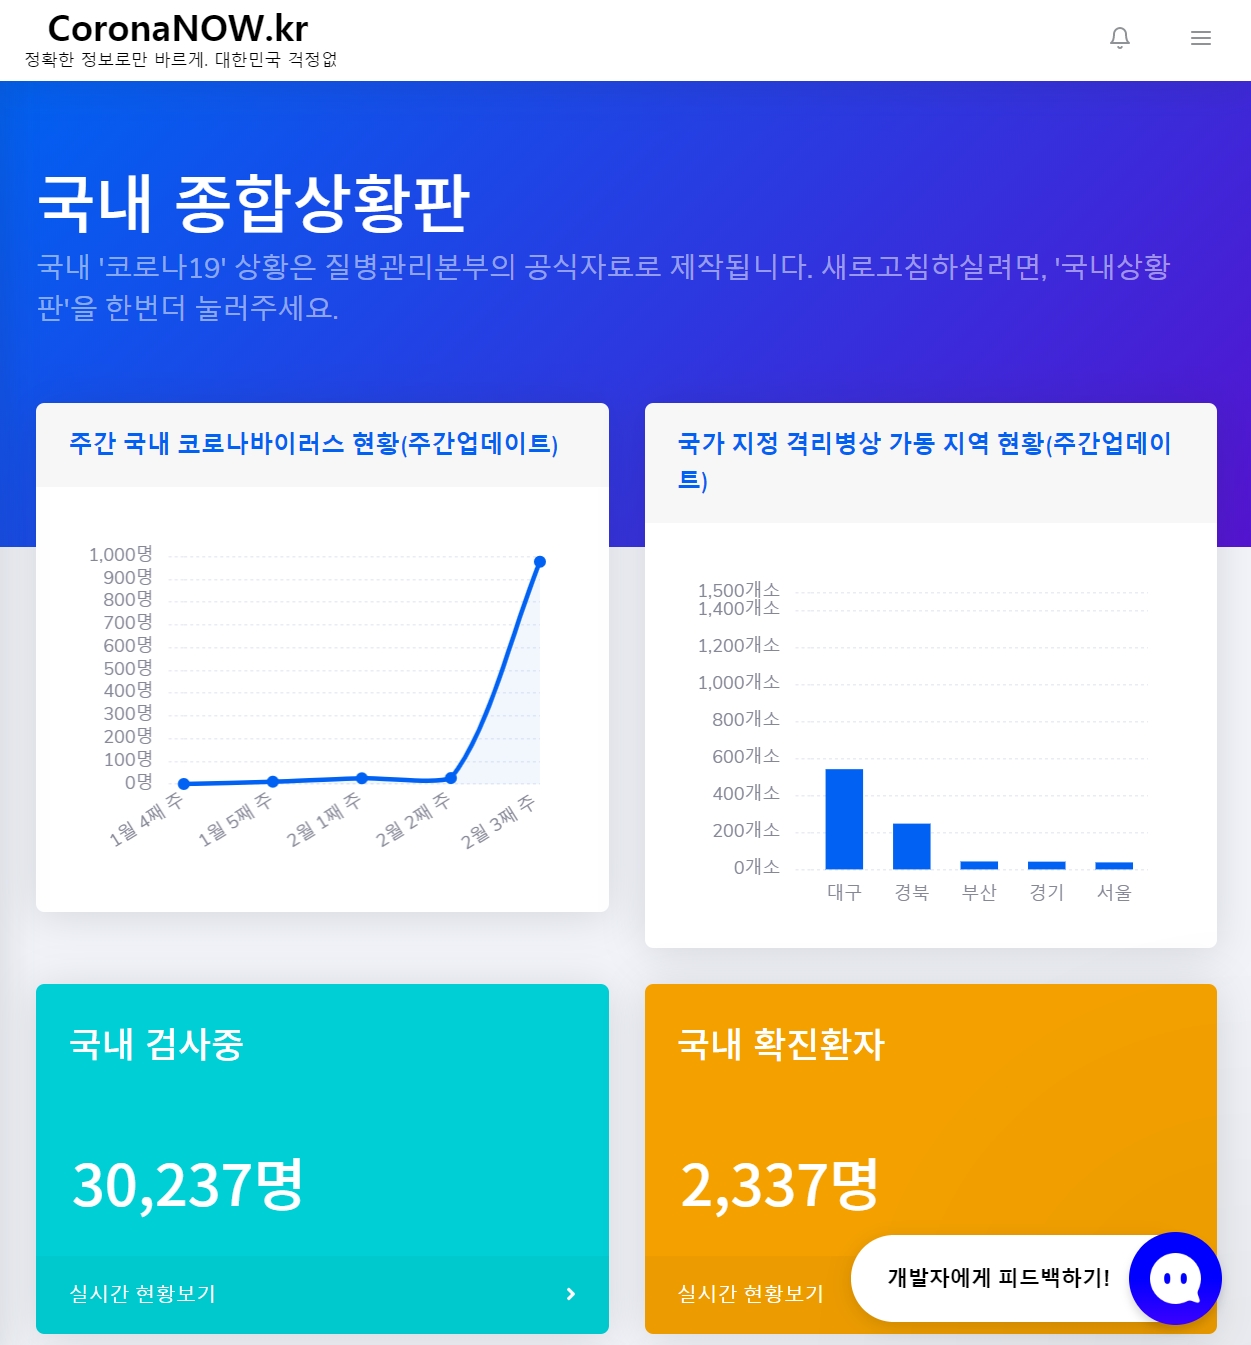 CoronaNOW.kr
정확한 정보로만 바르게. 대한민국 걱정없
국내 종합상황판
국내 '코로나19' 상황은 질병관리본부의 공식자료로 제작됩니다. 새로고침하실려면, '국내상황
판'을 한번더 눌러주세요.
주간 국내 코로나바이러스 현황(주간업데이트)
1,000명
900명
800명
700명
600명
500명
400명
300명
200명
100명
0명
1월 4째 주
1월 5째 주
2월 1째 주
2월 2째 주
2월 3째 주
국가 지정 격리병상 가동 지역 현황(주간업데이
트)
1,500개소
1,400개소
1,200개소
1,000개소
800개소
600개소
400개소
200개소
0개소
대구 경북 부산 경기 서울
국내 검사중
30,237명
실시간 현황보기
국내 확진환자
2,337명
실시간 현황보기
개발자에게 피드백하기!